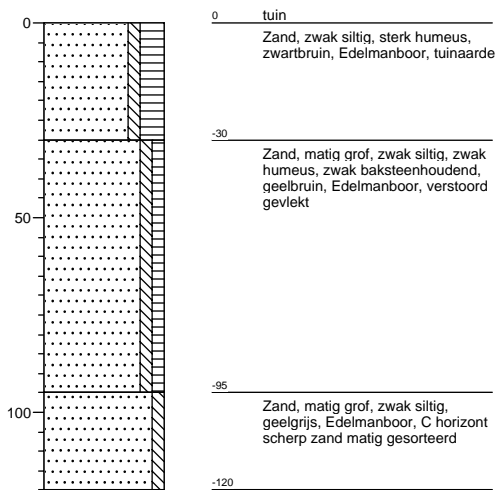 0
0 tuin
Zand, zwak siltig, sterk humeus,
zwartbruin, Edelmanboor, tuinaarde
-30
Zand, matig grof, zwak siltig, zwak
humeus, zwak baksteenhoudend,
geelbruin, Edelmanboor, verstoord
gevlekt
50
-95
100
Zand, matig grof, zwak siltig,
geelgrijs, Edelmanboor, C horizont
scherp zand matig gesorteerd
-120